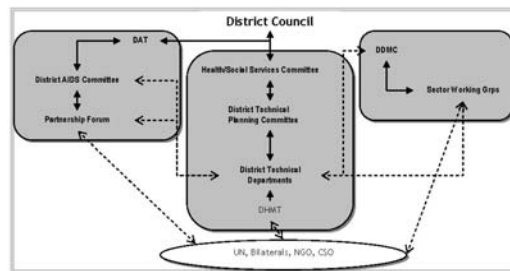 District Council
DAT
DDMC
Health/Social Services Committee
District AIDS Committee
Sector Working Grps
District Technical
Planning Committee
Partnership Forum
District Technical
Departments
DHMT
UN, Bilaterals, NGO, CSO